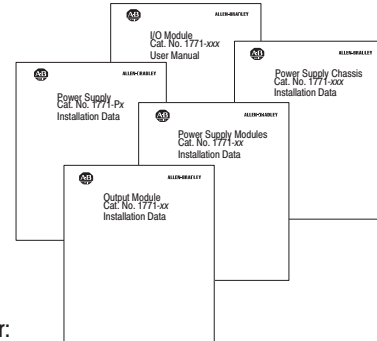 A-B
ALLEN-BRADLEY
I/O Module
Cat. No. 1771-xxx
User Manual
A-B
ALLEN-BRADLEY
Power Supply Chassis
Cat. No. 1771-xxx
Installation Data
A-B
ALLEN-BRADLEY
Power Supply
Cat. No. 1771-Px
Installation Data
A-B
ALLEN-BRADLEY
Power Supply Modules
Cat. No. 1771-xx
Installation Data
A-B
ALLEN-BRADLEY
Output Module
Cat. No. 1771-xx
Installation Data
r: